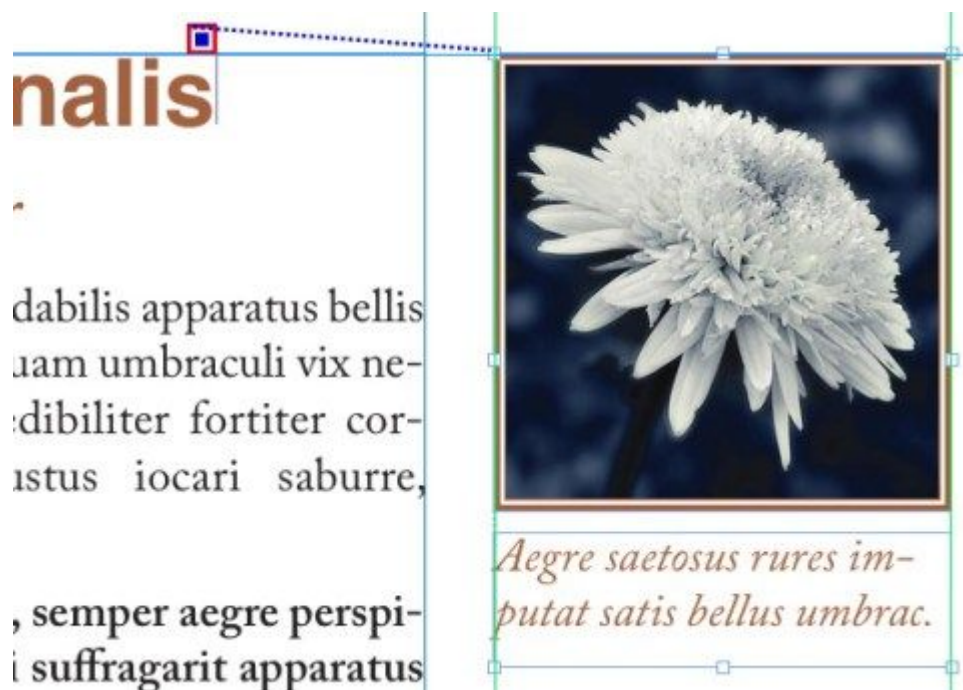 nalis
r
dabilis apparatus bellis
uam umbraculi vix ne-
dibiliter fortiter cor-
ustus iocari saburre,
, semper aegre perspi-
i suffragarit apparatus
Aegre saetosus rures im-
putat satis bellus umbrac.